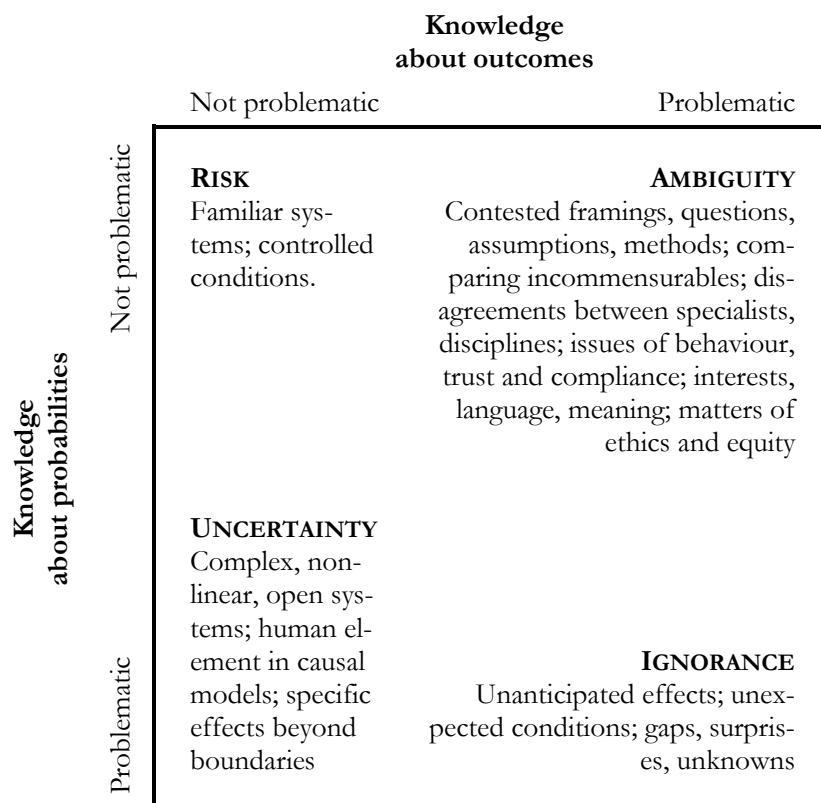 Knowledge
about outcomes
Not problematic
Problematic
Knowledge
about probabilities
Not problematic
RISK
Familiar sys-
tems; controlled
conditions.
AMBIGUITY
Contested framings, questions,
assumptions, methods; com-
paring incommensurables; dis-
agreements between specialists,
disciplines; issues of behaviour,
trust and compliance; interests,
language, meaning; matters of
ethics and equity
Problematic
UNCERTAINTY
Complex, non-
linear, open sys-
tems; human el-
ement in causal
models; specific
effects beyond
boundaries
IGNORANCE
Unanticipated effects; unex-
pected conditions; gaps, surpris-
es, unknowns